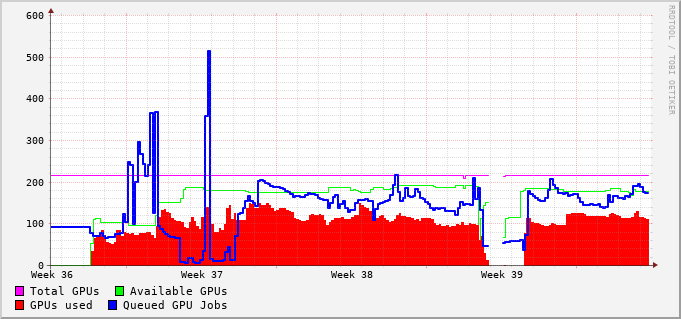 600
500
400
300
200
100
0
Week 36 Week 37 Week 38 Week 39
Total GPUs Available GPUs
GPUs used Queued GPU Jobs
RRDTOOL / TOBI OETIKER